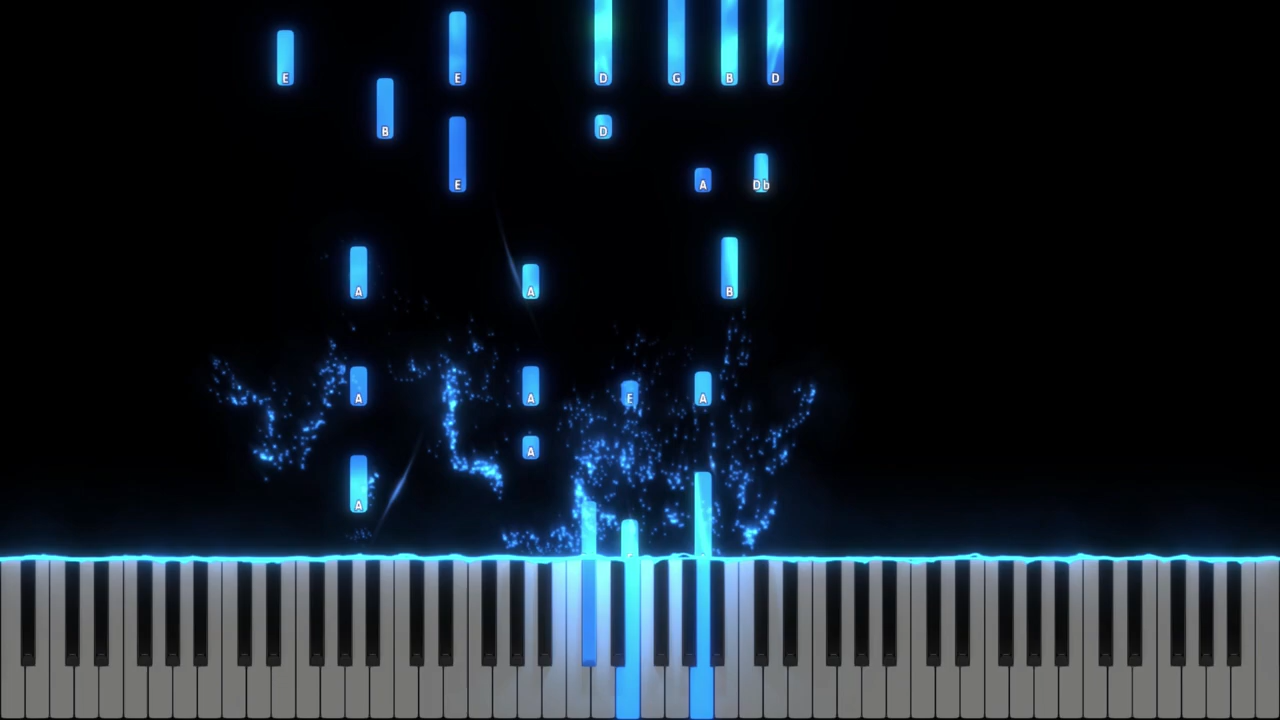 E E D G B D
B D
E A Db
A A B
A A E A
A
A